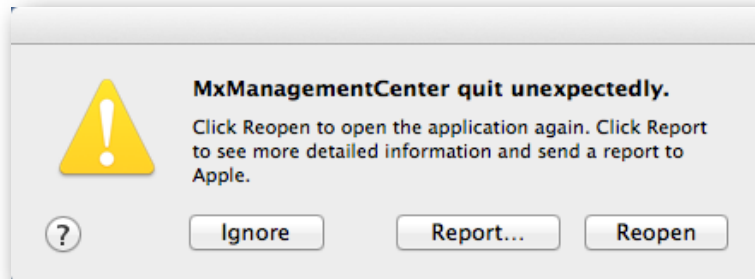 MxManagementCenter quit unexpectedly.
Click Reopen to open the application again. Click Report
to see more detailed information and send a report to
Apple.
?
Ignore
Report...
Reopen